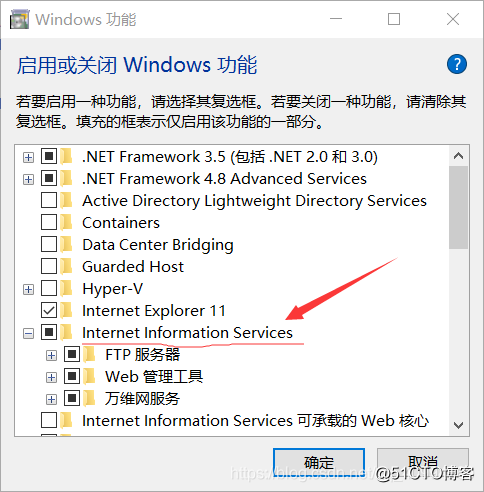 Windows 功能
启用或关闭 Windows 功能
若要启用一种功能，请选择其复选框。若要关闭一种功能，请清除其
复选框。填充的框表示仅启用该功能的一部分。
.NET Framework 3.5 (包括 .NET 2.0 和 3.0)
.NET Framework 4.8 Advanced Services
Active Directory Lightweight Directory Services
Containers
Data Center Bridging
Guarded Host
Hyper-V
Internet Explorer 11
Internet Information Services
FTP 服务器
Web 管理工具
万维网服务
Internet Information Services 可承载的 Web 核心
确定 取消
@51CTO博客